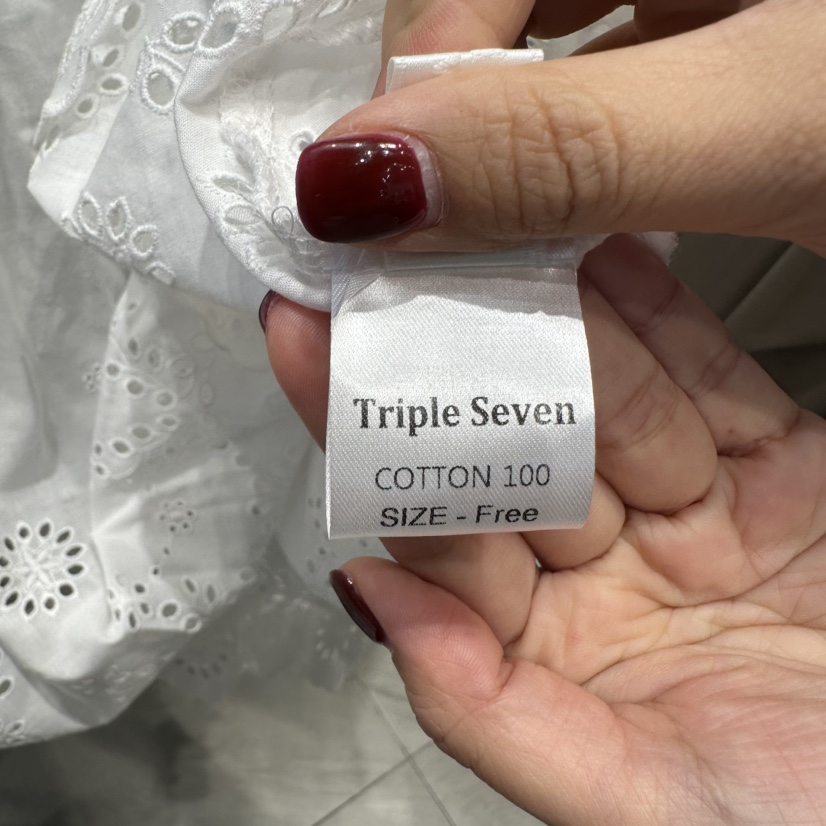 Triple Seven
COTTON 100
SIZE - Free